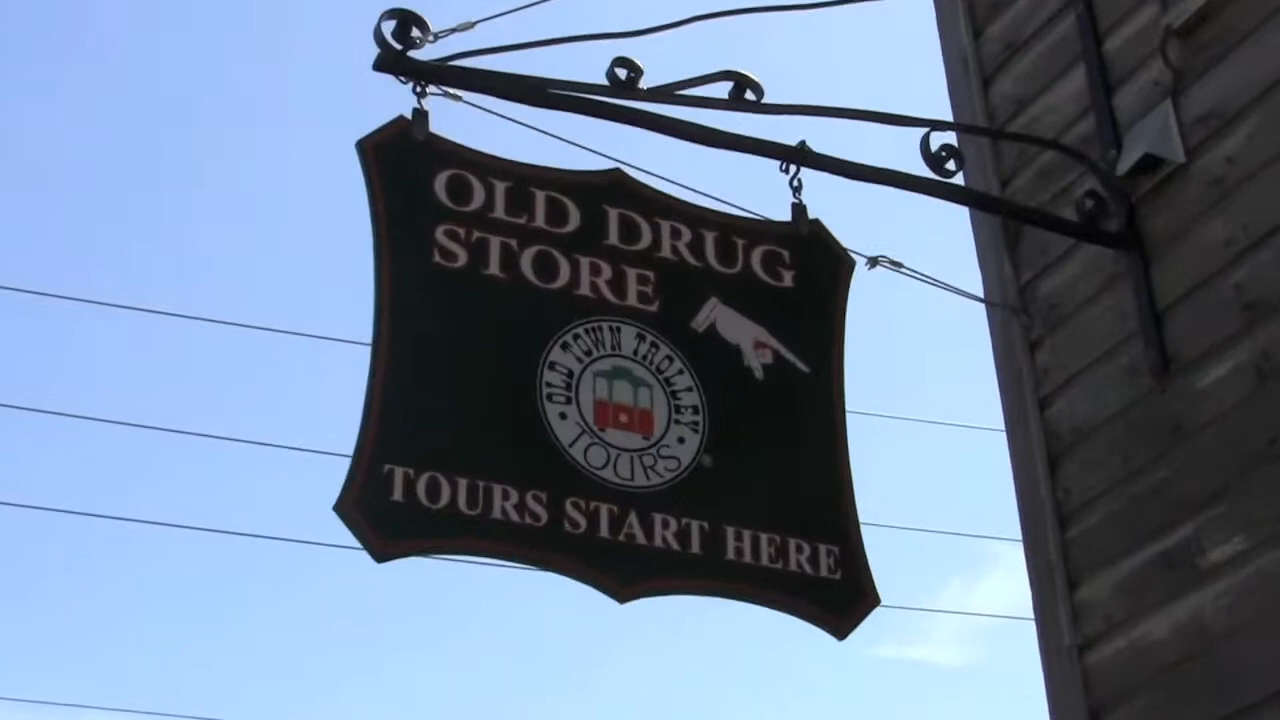 OLD DRUG
STORE
OLD TOWN TROLLEY
TOURS
TOURS START HERE